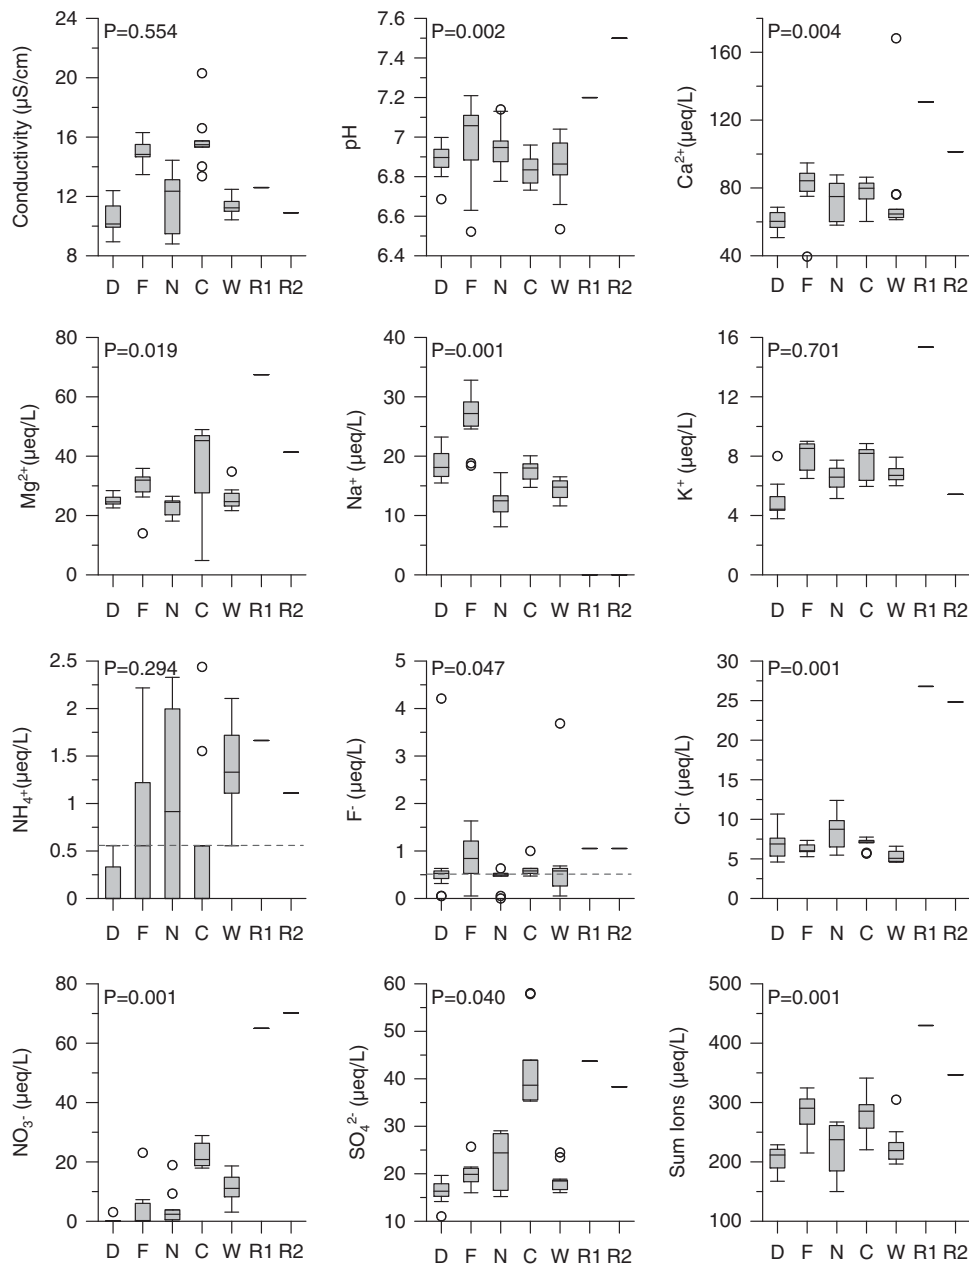 24
20
16
12
8
Conductivity (µS/cm)
P=0.554
D F N C W R1 R2
7.6
7.4
7.2
7
6.8
6.6
6.4
pH
P=0.002
D F N C W R1 R2
160
120
80
40
Ca2+(µeq/L)
P=0.004
D F N C W R1 R2
80
60
40
20
0
Mg2+(µeq/L)
P=0.019
D F N C W R1 R2
40
30
20
10
0
Na+ (µeq/L)
P=0.001
D F N C W R1 R2
16
12
8
4
0
K+ (µeq/L)
P=0.701
D F N C W R1 R2
2.5
2
1.5
1
0.5
0
NH4+(µeq/L)
P=0.294
D F N C W R1 R2
5
4
3
2
1
0
F- (µeq/L)
P=0.047
D F N C W R1 R2
30
25
20
15
10
5
0
Cl- (µeq/L)
P=0.001
D F N C W R1 R2
80
60
40
20
0
NO3- (µeq/L)
P=0.001
D F N C W R1 R2
60
50
40
30
20
10
SO42- (µeq/L)
P=0.040
D F N C W R1 R2
500
400
300
200
100
Sum Ions (µeq/L)
P=0.001
D F N C W R1 R2